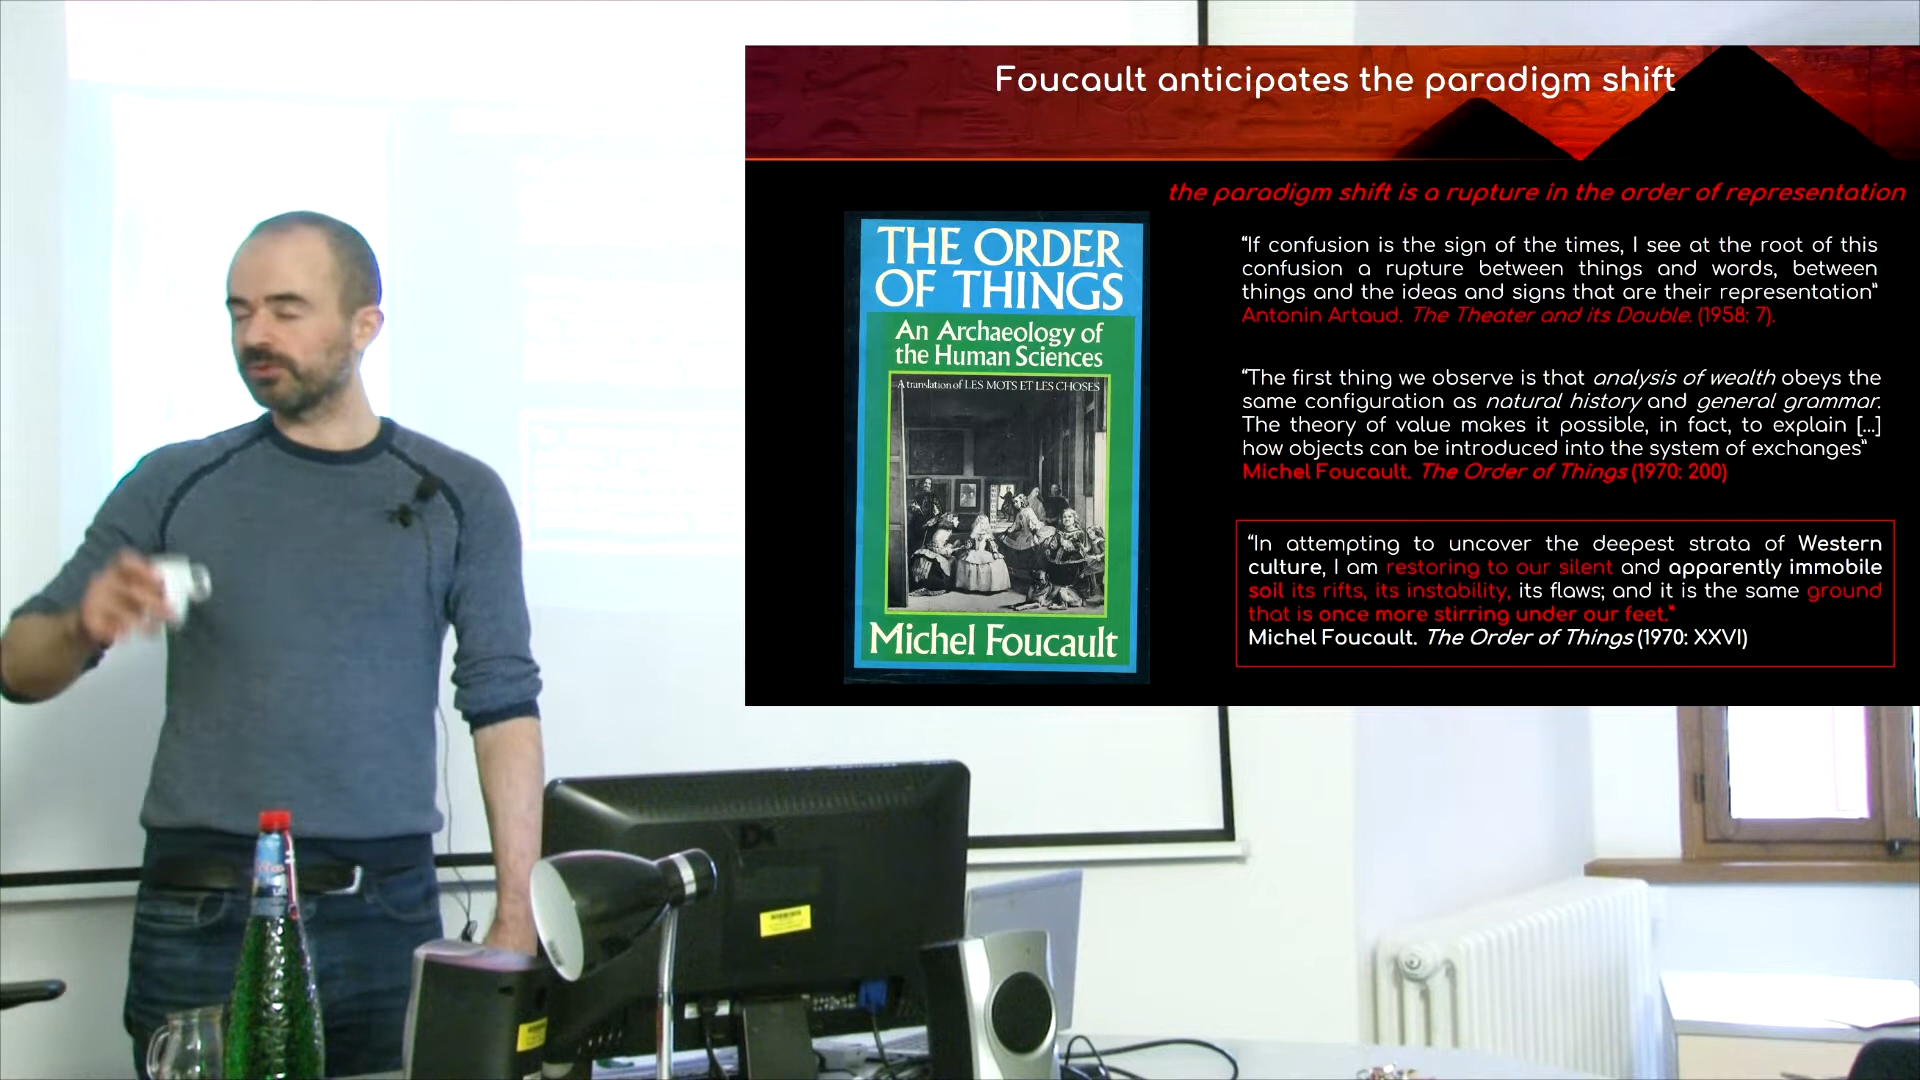 Foucault anticipates the paradigm shift
the paradigm shift is a rupture in the order of representation
THE ORDER
OF THINGS
An Archaeology of
the Human Sciences
A translation of LES MOTS ET LES CHOSES
Michel Foucault
“If confusion is the sign of the times, I see at the root of this
confusion a rupture between things and words, between
things and the ideas and signs that are their representation”
Antonin Artaud. The Theater and its Double. (1958: 7).
“The first thing we observe is that analysis of wealth obeys the
same configuration as natural history and general grammar.
The theory of value makes it possible, in fact, to explain [...]
how objects can be introduced into the system of exchanges”
Michel Foucault. The Order of Things (1970: 200)
“In attempting to uncover the deepest strata of Western
culture, I am restoring to our silent and apparently immobile
soil its rifts, its instability, its flaws; and it is the same ground
that is once more stirring under our feet.”
Michel Foucault. The Order of Things (1970: XXVI)